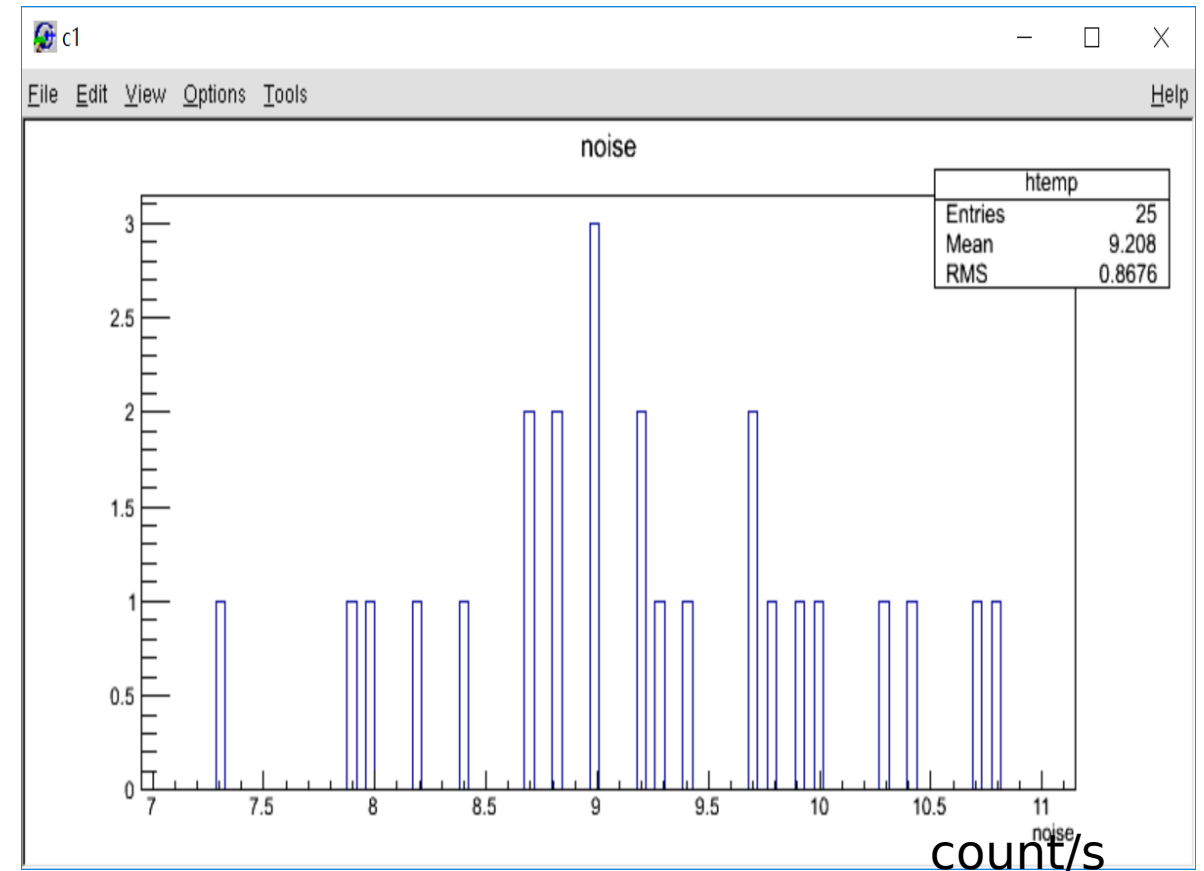 c1
File Edit View Options Tools Help
noise
htemp
Entries 25
Mean 9.208
RMS 0.8676
3
2.5
2
1.5
1
0.5
0
7 7.5 8 8.5 9 9.5 10 10.5 11
noise
count/s